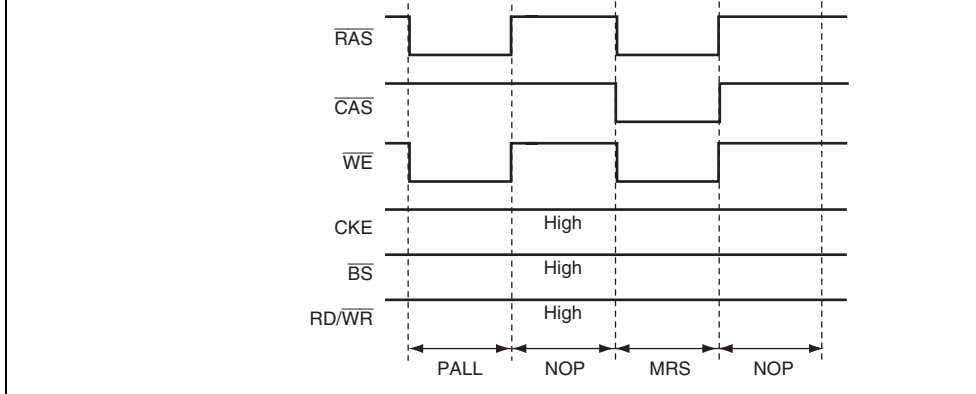 RAS
CAS
WE
CKE High
BS High
RD/WR High
PALL NOP MRS NOP